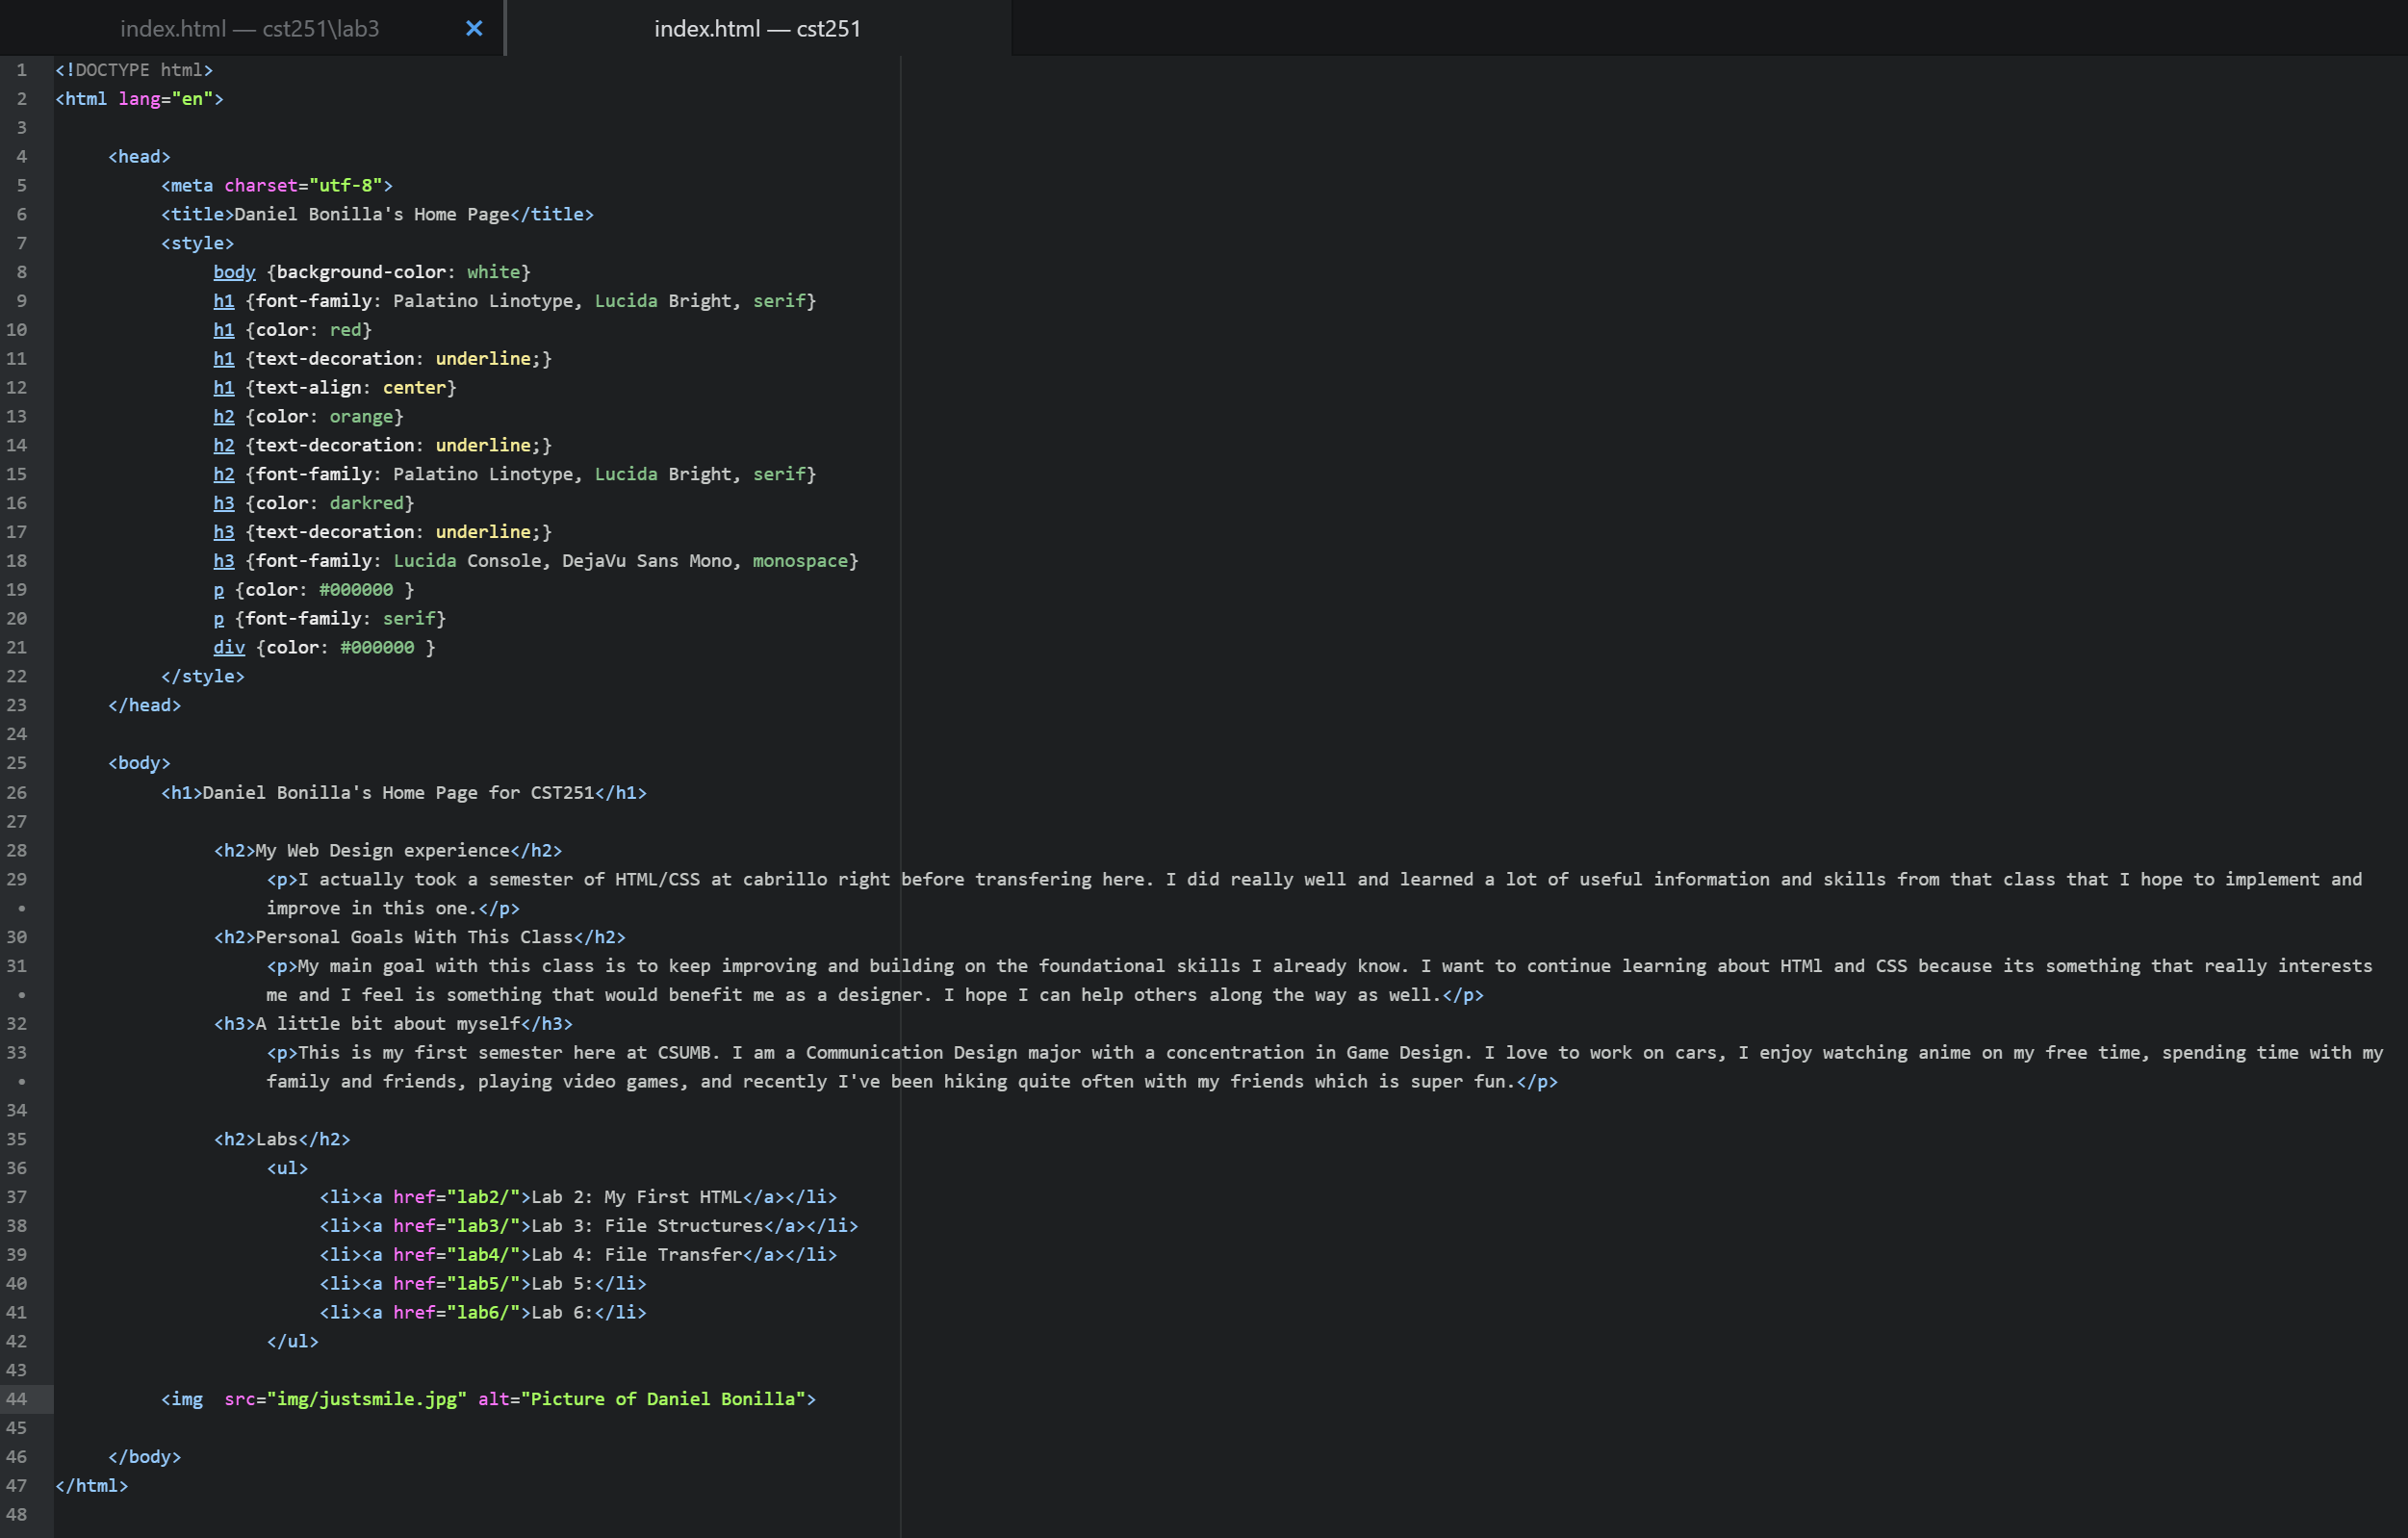 index.html — cst251\lab3 ✕ index.html — cst251
1 <!DOCTYPE html>
2 <html lang="en">
3
4 <head>
5 <meta charset="utf-8">
6 <title>Daniel Bonilla's Home Page</title>
7 <style>
8 body {background-color: white}
9 h1 {font-family: Palatino Linotype, Lucida Bright, serif}
10 h1 {color: red}
11 h1 {text-decoration: underline;}
12 h1 {text-align: center}
13 h2 {color: orange}
14 h2 {text-decoration: underline;}
15 h2 {font-family: Palatino Linotype, Lucida Bright, serif}
16 h3 {color: darkred}
17 h3 {text-decoration: underline;}
18 h3 {font-family: Lucida Console, DejaVu Sans Mono, monospace}
19 p {color: #000000 }
20 p {font-family: serif}
21 div {color: #000000 }
22 </style>
23 </head>
24
25 <body>
26 <h1>Daniel Bonilla's Home Page for CST251</h1>
27
28 <h2>My Web Design experience</h2>
29 <p>I actually took a semester of HTML/CSS at cabrillo right before transfering here. I did really well and learned a lot of useful information and skills from that class that I hope to implement and
• improve in this one.</p>
30 <h2>Personal Goals With This Class</h2>
31 <p>My main goal with this class is to keep improving and building on the foundational skills I already know. I want to continue learning about HTMl and CSS because its something that really interests
• me and I feel is something that would benefit me as a designer. I hope I can help others along the way as well.</p>
32 <h3>A little bit about myself</h3>
33 <p>This is my first semester here at CSUMB. I am a Communication Design major with a concentration in Game Design. I love to work on cars, I enjoy watching anime on my free time, spending time with my
• family and friends, playing video games, and recently I've been hiking quite often with my friends which is super fun.</p>
34
35 <h2>Labs</h2>
36 <ul>
37 <li><a href="lab2/">Lab 2: My First HTML</a></li>
38 <li><a href="lab3/">Lab 3: File Structures</a></li>
39 <li><a href="lab4/">Lab 4: File Transfer</a></li>
40 <li><a href="lab5/">Lab 5:</li>
41 <li><a href="lab6/">Lab 6:</li>
42 </ul>
43
44 <img  src="img/justsmile.jpg" alt="Picture of Daniel Bonilla">
45
46 </body>
47 </html>
48